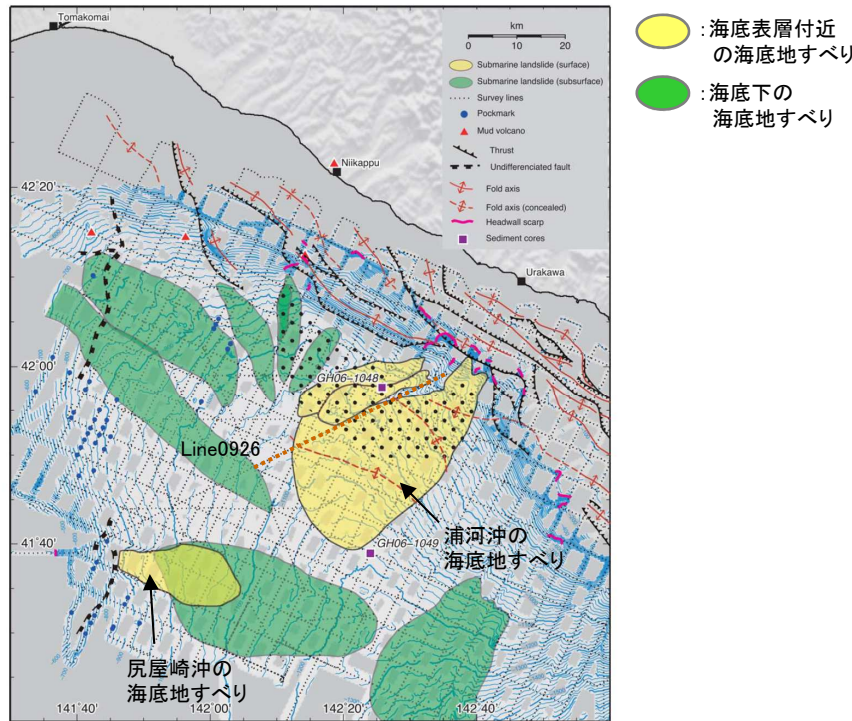 Tomakomai
km
0
10
20
Submarine landslide (surface)
Submarine landslide (subsurface)
Survey lines
Pockmark
Mud volcano
Thrust
Undifferenciated fault
Fold axis
Fold axis (concealed)
Headwall scarp
Sediment cores
:海底表層付近
の海底地すべり
:海底下の
海底地すべり
Niikappu
42°20'
Urakawa
42°00'
GH06-1048
Line0926
浦河沖の
海底地すべり
41°40'
GH06-1049
尻屋崎沖の
海底地すべり
141°40'
142°00'
142°20'
142°40'